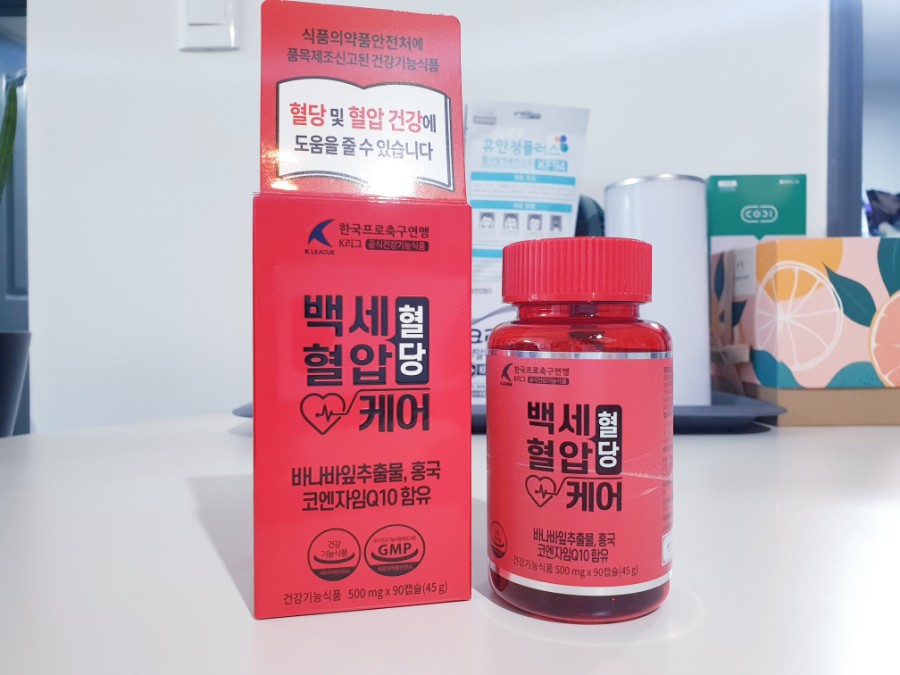 식품의약품안전처에
품목제조신고된 건강기능식품
혈당 및 혈압 건강에
도움을 줄 수 있습니다
K LEAGUE
한국프로축구연맹
K리그 공식건강기능식품
백세 혈당
혈압
케어
바나바잎추출물, 홍국
코엔자임Q10 함유
건강
기능식품
GMP
건강기능식품 500 mg x 90캡슐(45 g)
한국프로축구연맹
K리그 공식건강기능식품
백세 혈당
혈압
케어
바나바잎추출물, 홍국
코엔자임Q10 함유
건강기능식품 500 mg x 90캡슐(45 g)
휴안청플러스
KF94